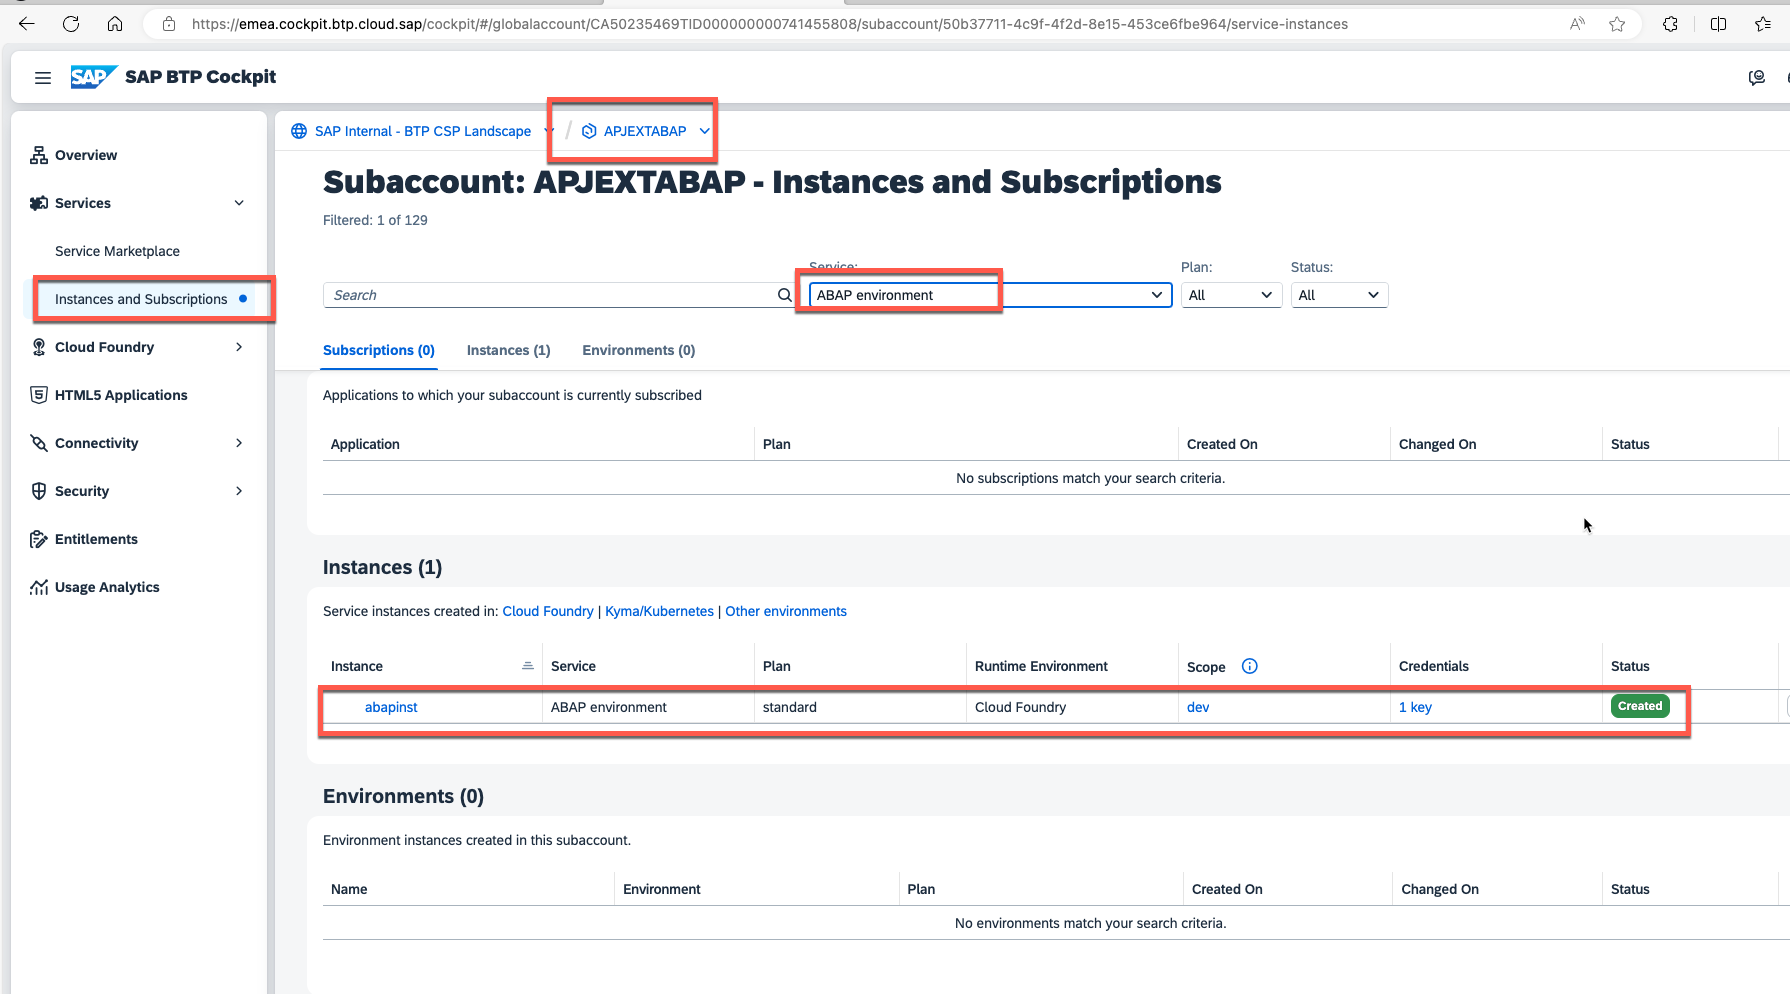 https://emea.cockpit.btp.cloud.sap/cockpit/#/globalaccount/CA50235469TID000000000741455808/subaccount/50b37711-4c9f-4f2d-8e15-453ce6fbe964/service-instances
SAP SAP BTP Cockpit
SAP Internal - BTP CSP Landscape / APJEXTABAP
Overview
Services
Service Marketplace
Instances and Subscriptions
Cloud Foundry
HTML5 Applications
Connectivity
Security
Entitlements
Usage Analytics
Subaccount: APJEXTABAP - Instances and Subscriptions
Filtered: 1 of 129
Service: Plan: Status:
Search ABAP environment All All
Subscriptions (0) Instances (1) Environments (0)
Applications to which your subaccount is currently subscribed
Application Plan Created On Changed On Status
No subscriptions match your search criteria.
Instances (1)
Service instances created in: Cloud Foundry | Kyma/Kubernetes | Other environments
Instance Service Plan Runtime Environment Scope Credentials Status
abapinst ABAP environment standard Cloud Foundry dev 1 key Created
Environments (0)
Environment instances created in this subaccount.
Name Environment Plan Created On Changed On Status
No environments match your search criteria.